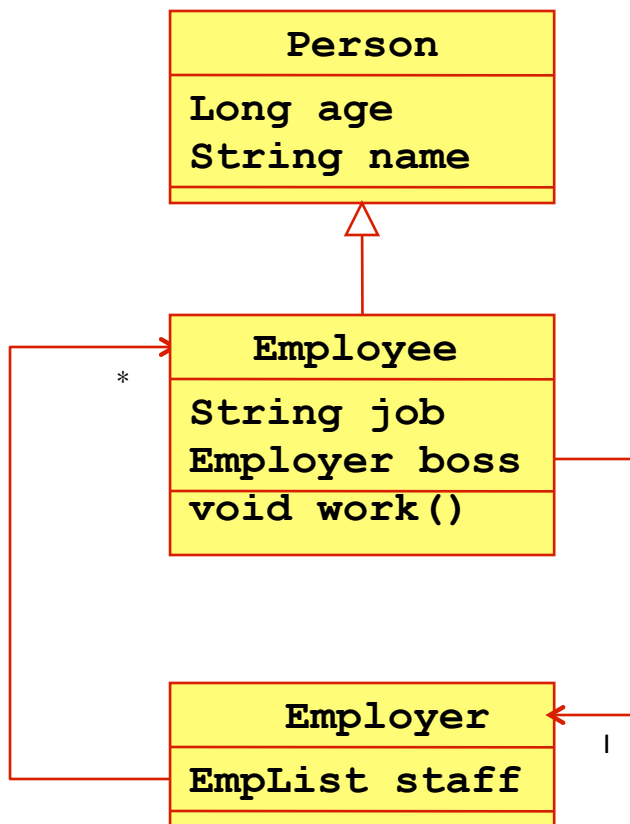 Person
Long age
String name
Employee
*
String job
Employer boss
void work()
Employer
1
EmpList staff